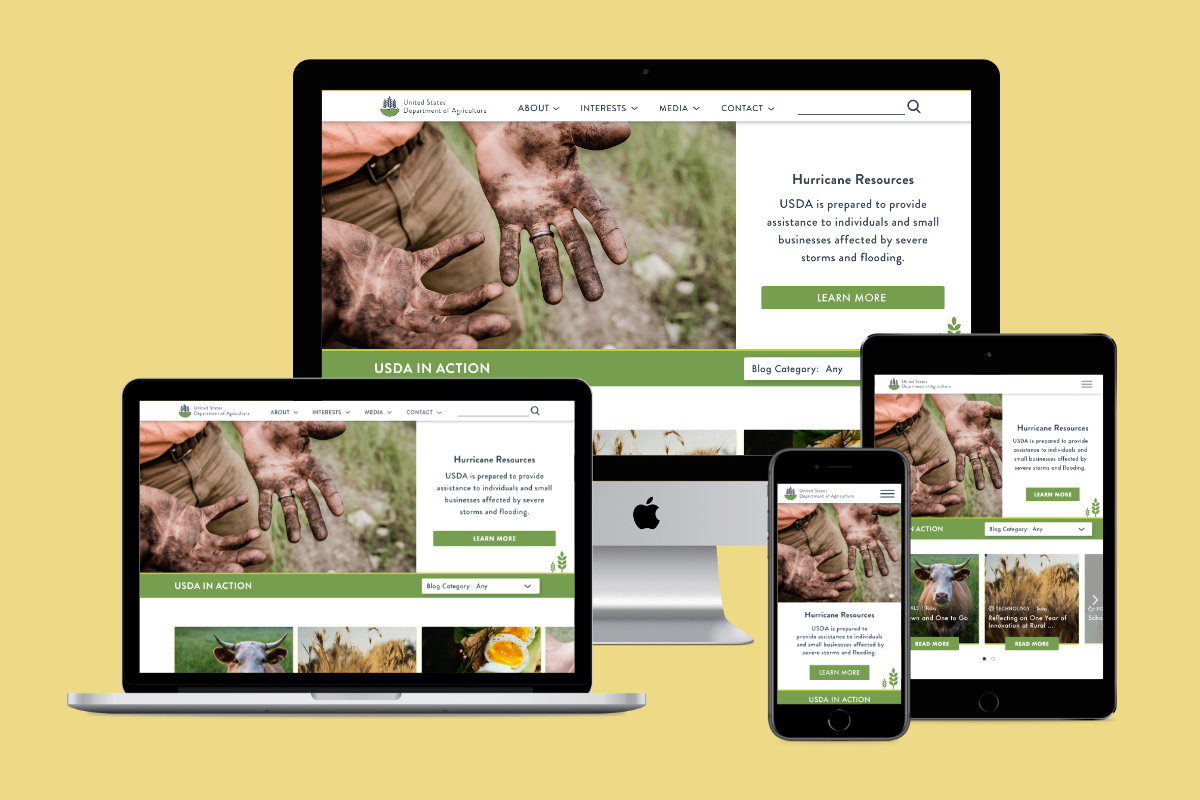 United States
Department of Agriculture
ABOUT
INTERESTS
MEDIA
CONTACT
Hurricane Resources
USDA is prepared to provide
assistance to individuals and small
businesses affected by severe
storms and flooding.
LEARN MORE
USDA IN ACTION
Blog Category: Any
United States
Department of Agriculture
ABOUT
INTERESTS
MEDIA
CONTACT
Hurricane Resources
USDA is prepared to provide
assistance to individuals and small
businesses affected by severe
storms and flooding.
LEARN MORE
USDA IN ACTION
Blog Category: Any
United States
Department of Agriculture
Hurricane Resources
USDA is prepared to
provide assistance to individuals
and small businesses affected by
severe storms and flooding.
LEARN MORE
USDA IN ACTION
United States
Department of Agriculture
Hurricane Resources
USDA is prepared to provide
assistance to individuals and
small businesses affected by
severe storms and flooding.
LEARN MORE
N ACTION
Blog Category: Any
ALS | Today
wn and One to Go
READ MORE
TECHNOLOGY | Today
Reflecting on One Year of
Innovation at Rural ...
READ MORE
FO
Scho